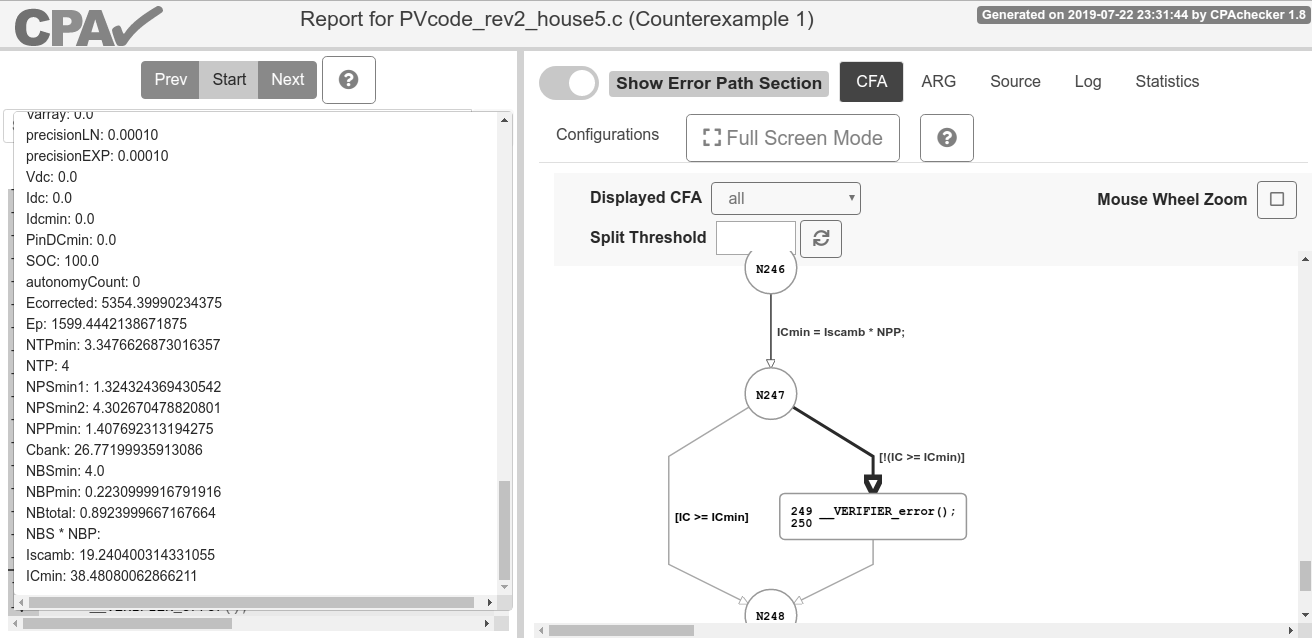 CPA
Report for PVcode_rev2_house5.c (Counterexample 1)
Generated on 2019-07-22 23:31:44 by CPAchecker 1.8
Prev Start Next ?
Varray: 0.0
precisionLN: 0.00010
precisionEXP: 0.00010
Vdc: 0.0
Idc: 0.0
Idcmin: 0.0
PinDCmin: 0.0
SOC: 100.0
autonomyCount: 0
Ecorrected: 5354.39990234375
Ep: 1599.4442138671875
NTPmin: 3.3476626873016357
NTP: 4
NPSmin1: 1.324324369430542
NPSmin2: 4.302670478820801
NPPmin: 1.407692313194275
Cbank: 26.77199935913086
NBSmin: 4.0
NBPmin: 0.2230999916791916
NBtotal: 0.8923999667167664
NBS * NBP:
Iscamb: 19.240400314331055
ICmin: 38.48080062866211
Show Error Path Section CFA ARG Source Log Statistics
Configurations Full Screen Mode ?
Displayed CFA all Mouse Wheel Zoom
Split Threshold
N246
ICmin = Iscamb * NPP;
N247
[!(IC >= ICmin)]
249 __VERIFIER_error();
250
[IC >= ICmin]
N248